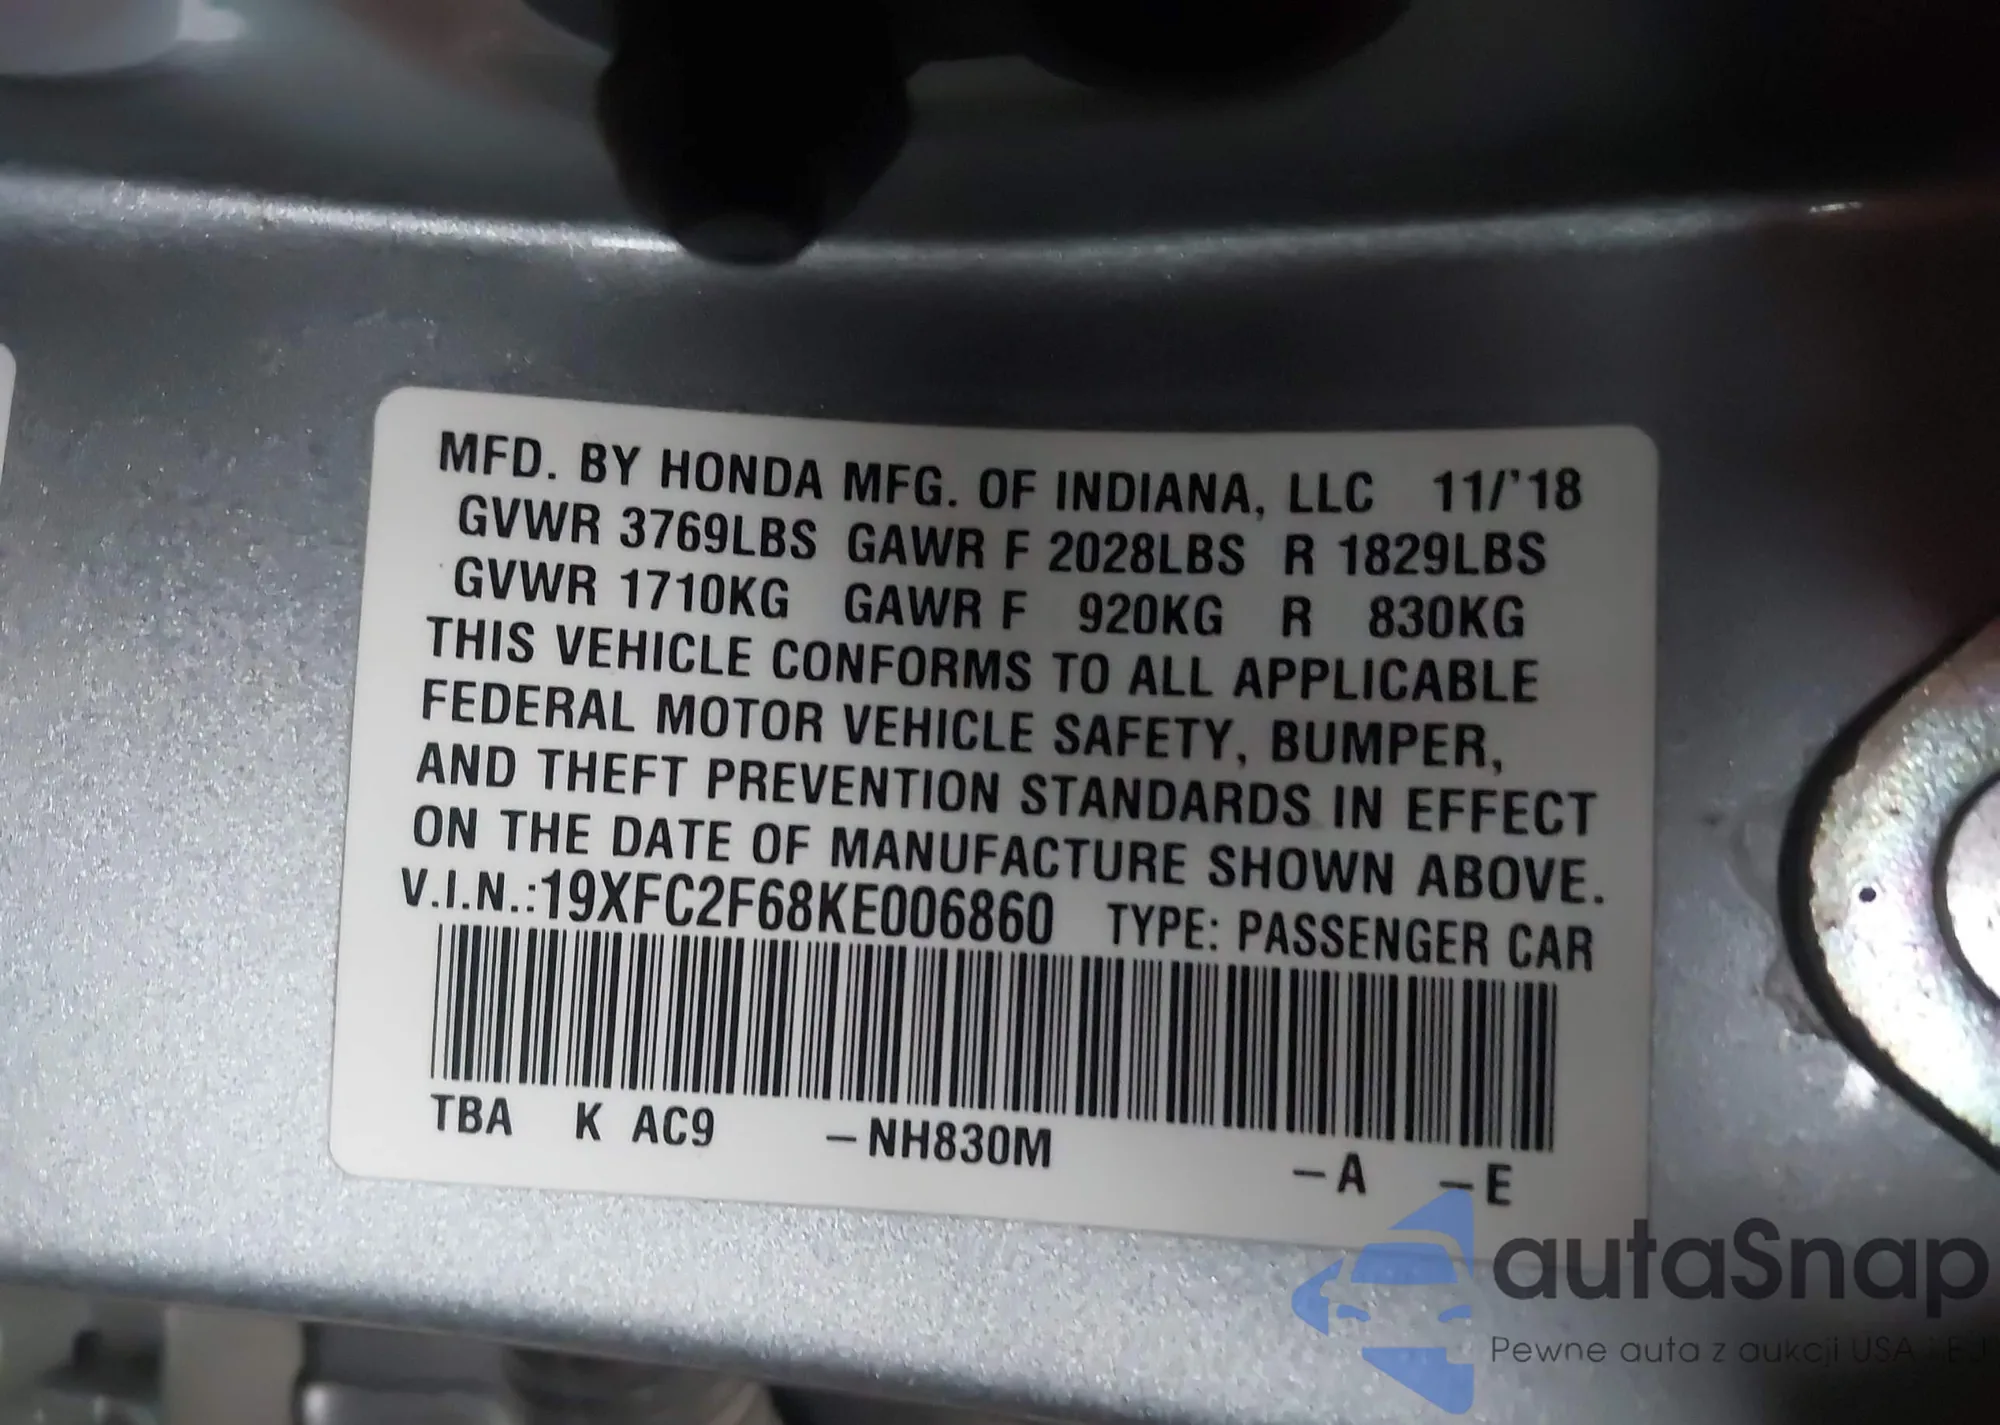 MFD. BY HONDA MFG. OF INDIANA, LLC 11/'18
GVWR 3769LBS GAWR F 2028LBS R 1829LBS
GVWR 1710KG GAWR F 920KG R 830KG
THIS VEHICLE CONFORMS TO ALL APPLICABLE
FEDERAL MOTOR VEHICLE SAFETY, BUMPER,
AND THEFT PREVENTION STANDARDS IN EFFECT
ON THE DATE OF MANUFACTURE SHOWN ABOVE.
V.I.N.:19XFC2F68KE006860 TYPE: PASSENGER CAR
TBA K AC9 –NH830M –A –E
autaSnap
Pewne auta z aukcji USA i EU